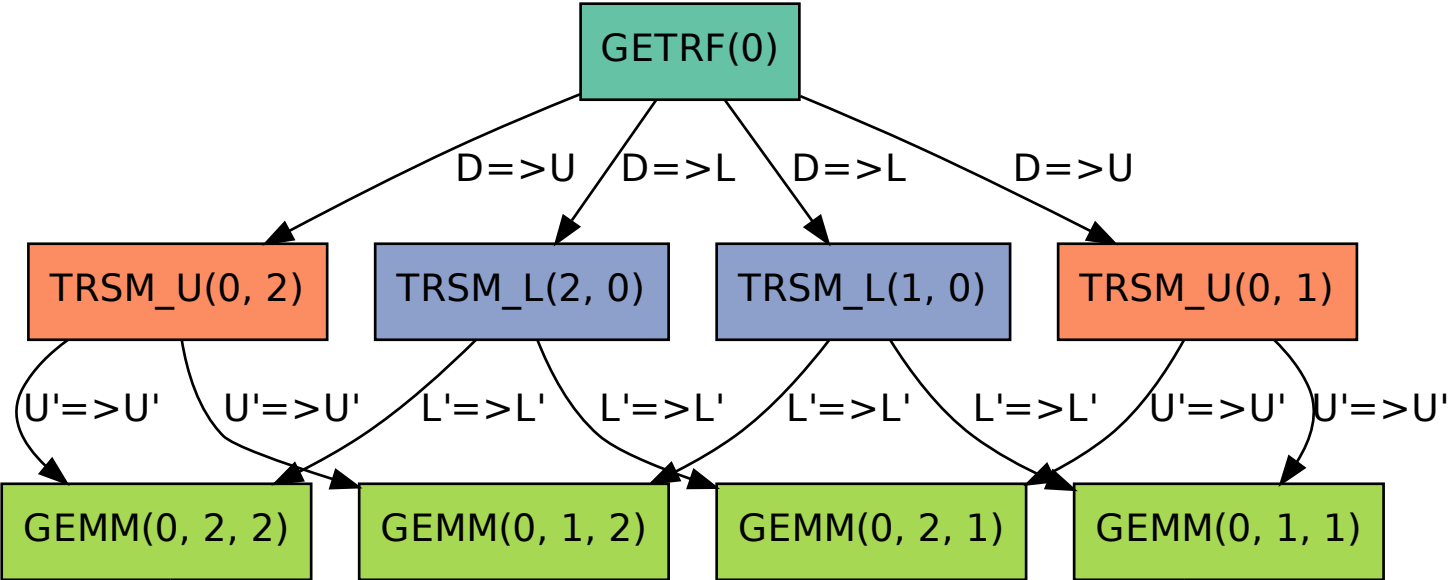 GETRF(0)
D=>U
D=>L
D=>L
D=>U
TRSM_U(0, 2)
TRSM_L(2, 0)
TRSM_L(1, 0)
TRSM_U(0, 1)
U'=>U'
U'=>U'
L'=>L'
L'=>L'
L'=>L'
L'=>L'
U'=>U'
U'=>U'
GEMM(0, 2, 2)
GEMM(0, 1, 2)
GEMM(0, 2, 1)
GEMM(0, 1, 1)